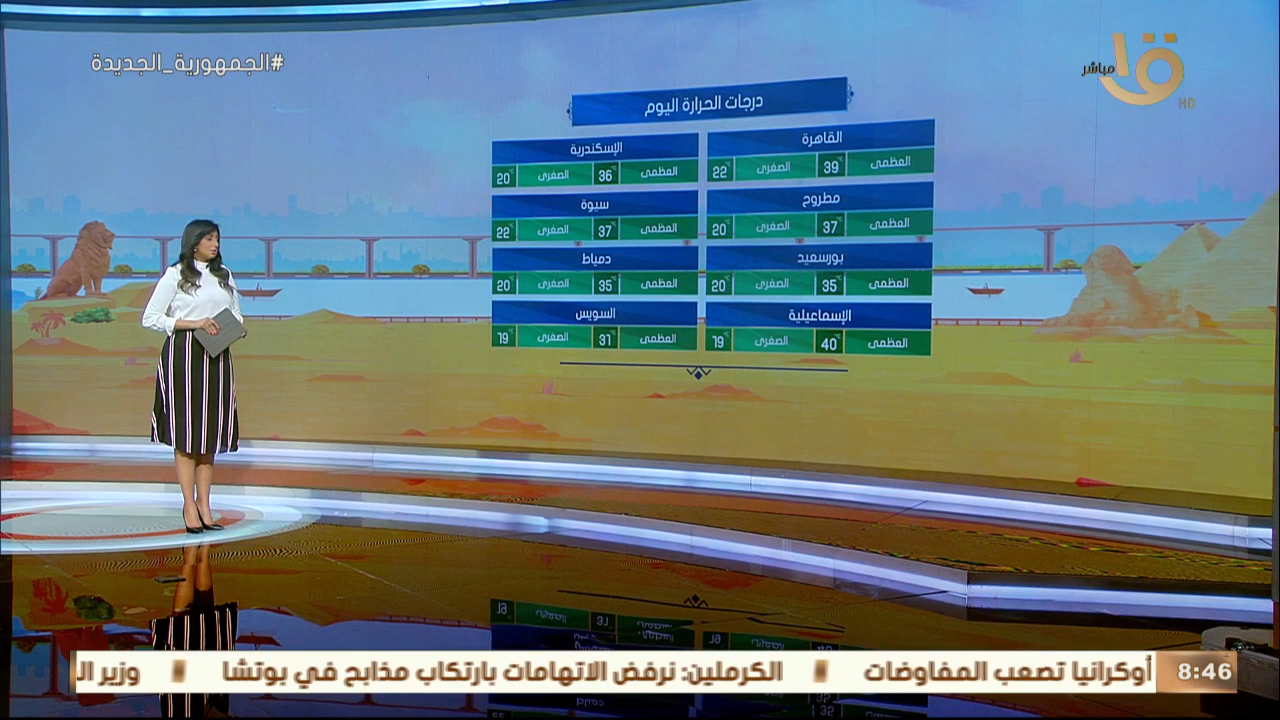 #الجمهورية_الجديدة
مباشر
HD
درجات الحرارة اليوم
القاهرة
العظمى 39° الصغرى 22°
الإسكندرية
العظمى 36° الصغرى 20°
مطروح
العظمى 37° الصغرى 20°
سيوة
العظمى 37° الصغرى 22°
بورسعيد
العظمى 35° الصغرى 20°
دمياط
العظمى 35° الصغرى 20°
الإسماعيلية
العظمى 40° الصغرى 19°
السويس
العظمى 31° الصغرى 19°
8:46
أوكرانيا تصعب المفاوضات
الكرملين: نرفض الاتهامات بارتكاب مذابح في بوتشا
وزير ال